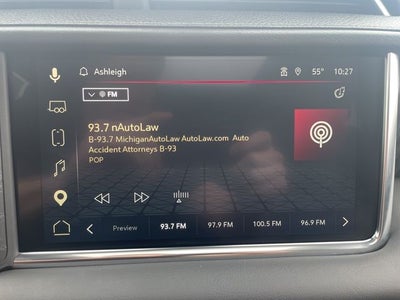 Ashleigh 55° 10:27
FM
93.7 nAutoLaw
B-93.7 MichiganAutoLaw AutoLaw.com Auto
Accident Attorneys B-93
POP
Preview 93.7 FM 97.9 FM 100.5 FM 96.9 FM